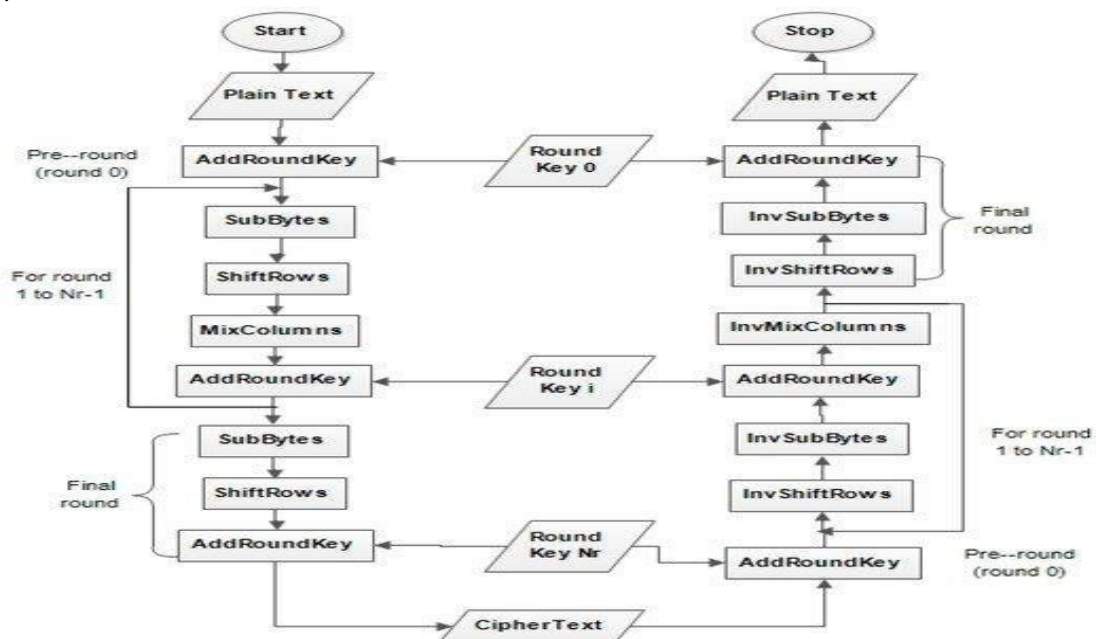 Start
Stop
Plain Text
Plain Text
Pre--round
(round 0)
AddRoundKey
Round
Key 0
AddRoundKey
SubBytes
InvSubBytes
Final
round
For round
1 to Nr-1
ShiftRows
InvShiftRows
MixColumns
InvMixColumns
AddRoundKey
Round
Key i
AddRoundKey
SubBytes
InvSubBytes
For round
1 to Nr-1
Final
round
ShiftRows
InvShiftRows
AddRoundKey
Round
Key Nr
AddRoundKey
Pre--round
(round 0)
CipherText